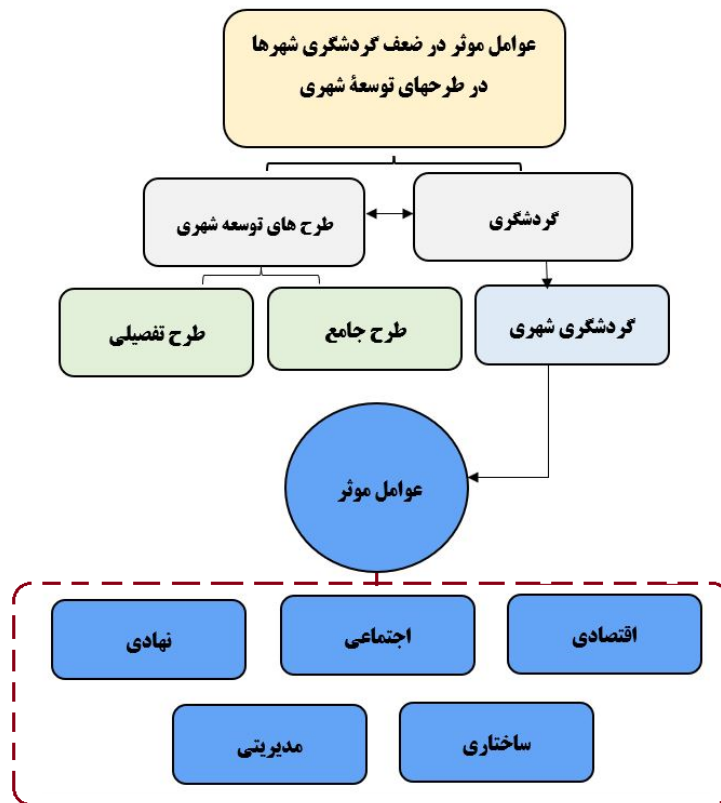 عوامل موثر در ضعف گردشگری شهرها
در طرحهای توسعهٔ شهری
گردشگری
طرح های توسعه شهری
گردشگری شهری
طرح جامع
طرح تفصیلی
عوامل موثر
اقتصادی
اجتماعی
نهادی
ساختاری
مدیریتی